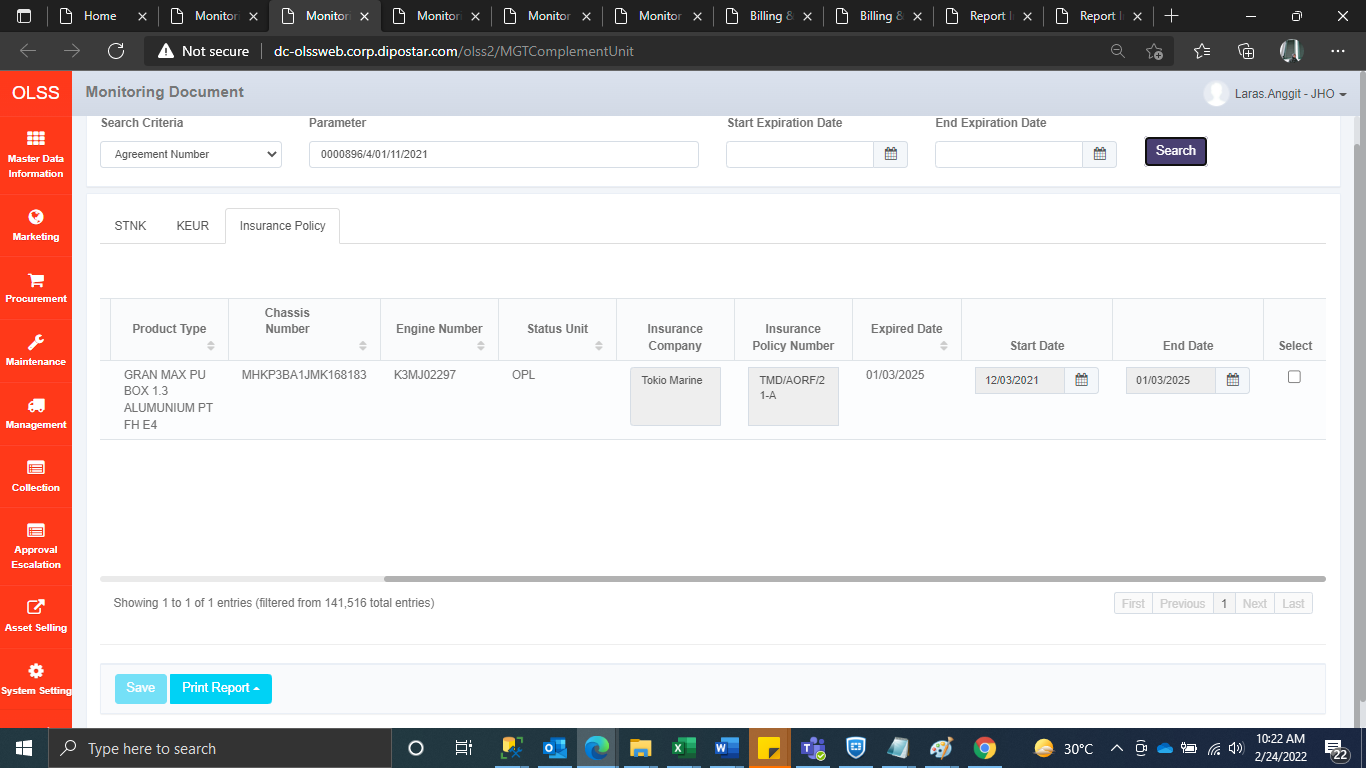 Home
Monitori
Monitori
Monitori
Monitor
Monitor
Billing &
Billing &
Report I
Report I
Not secure
dc-olssweb.corp.dipostar.com/olss2/MGTComplementUnit
OLSS
Monitoring Document
Laras.Anggit - JHO
Master Data
Information
Marketing
Procurement
Maintenance
Management
Collection
Approval
Escalation
Asset Selling
System Setting
Search Criteria
Parameter
Start Expiration Date
End Expiration Date
Agreement Number
0000896/4/01/11/2021
Search
STNK
KEUR
Insurance Policy
Product Type
Chassis
Number
Engine Number
Status Unit
Insurance
Company
Insurance
Policy Number
Expired Date
Start Date
End Date
Select
GRAN MAX PU
BOX 1.3
ALUMUNIUM PT
FH E4
MHKP3BA1JMK168183
K3MJ02297
OPL
Tokio Marine
TMD/AORF/2
1-A
01/03/2025
12/03/2021
01/03/2025
Showing 1 to 1 of 1 entries (filtered from 141,516 total entries)
First
Previous
1
Next
Last
Save
Print Report
Type here to search
30°C
10:22 AM
2/24/2022
22